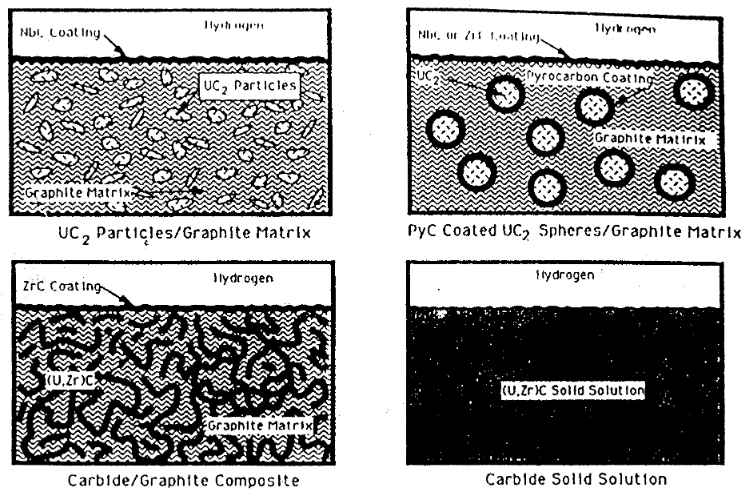 NbC Coating
Hydrogen
UC2 Particles
Graphite Matrix
UC2 Particles/Graphite Matrix
NbC or ZrC Coating
Hydrogen
UC2
Pyrocarbon Coating
Graphite Matirix
PyC Coated UC2 Spheres/Graphite Matrix
ZrC Coating
Hydrogen
(U,Zr)C
Graphite Matrix
Carbide/Graphite Composite
Hydrogen
(U,Zr)C Solid Solution
Carbide Solid Solution